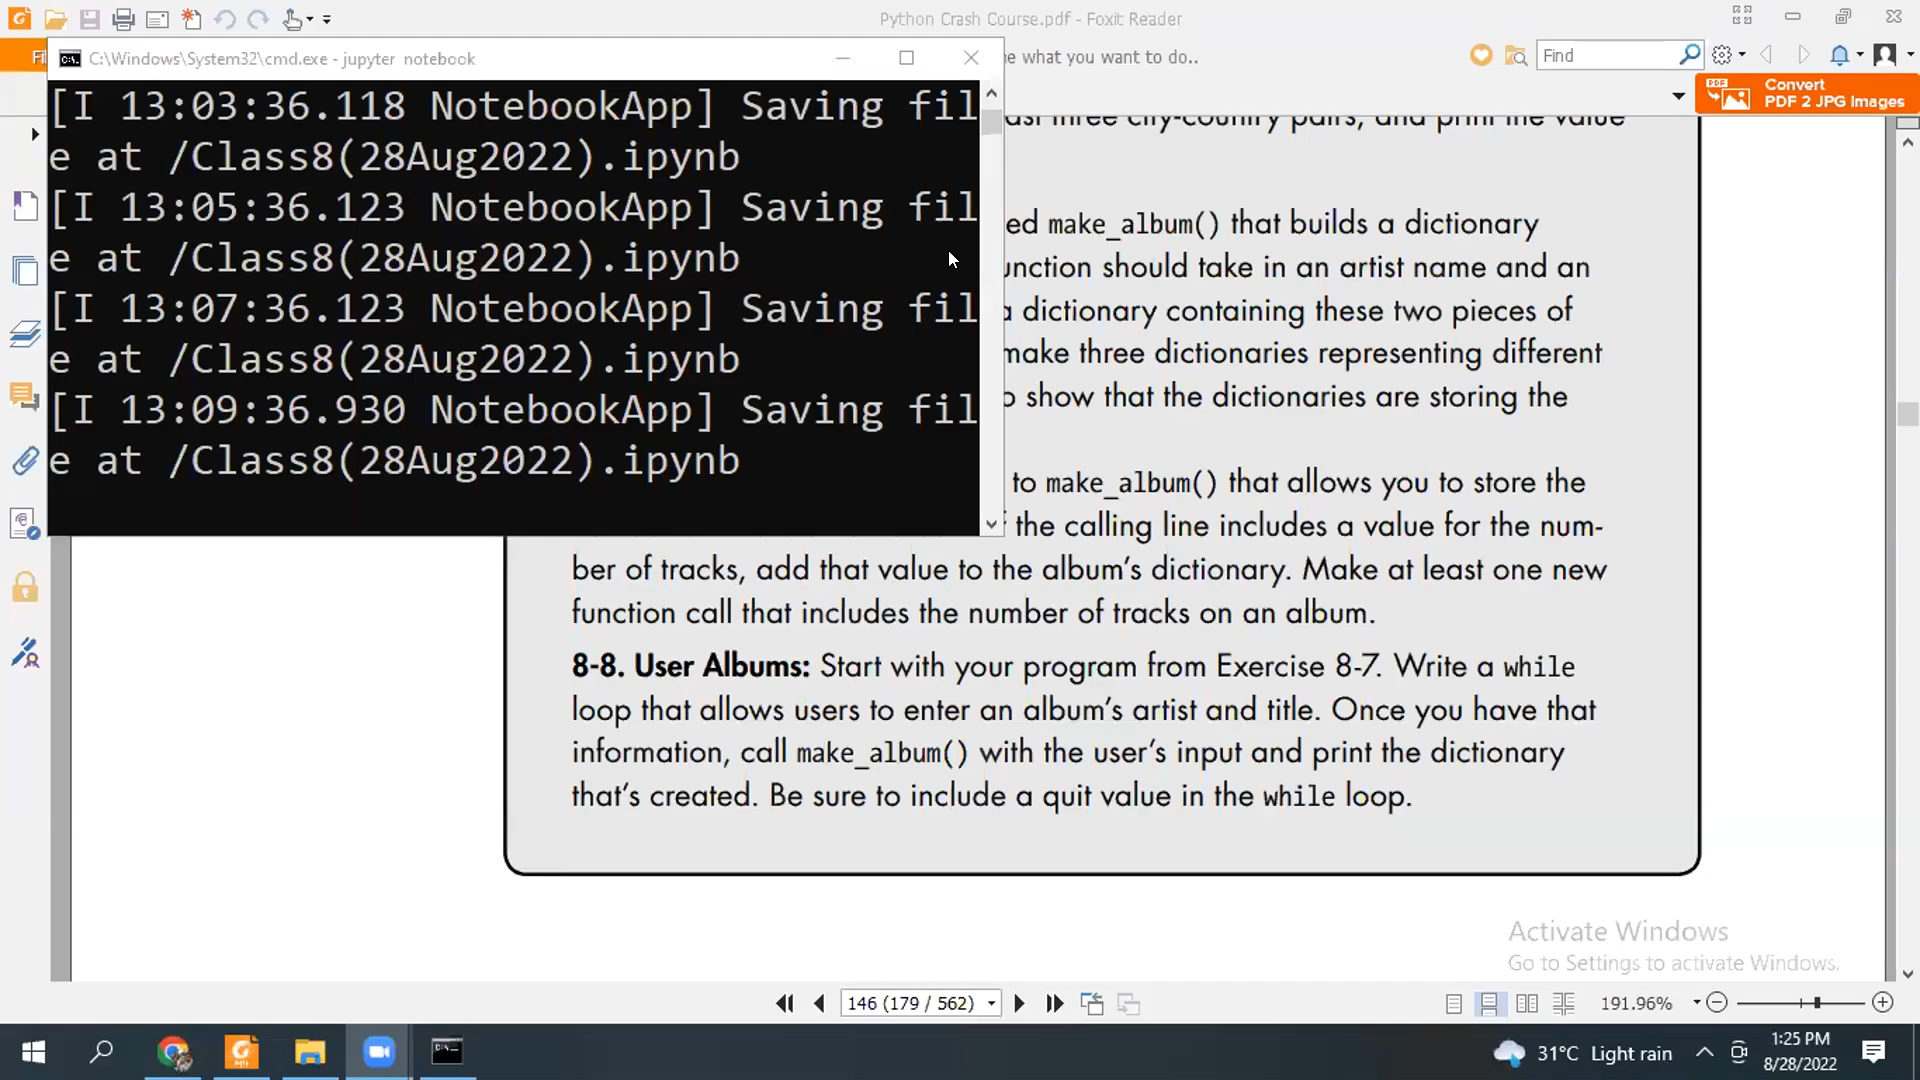 Python Crash Course.pdf - Foxit Reader
C:\Windows\System32\cmd.exe - jupyter notebook
e what you want to do..
Find
Convert
PDF 2 JPG Images
[I 13:03:36.118 NotebookApp] Saving fil
e at /Class8(28Aug2022).ipynb
[I 13:05:36.123 NotebookApp] Saving fil
e at /Class8(28Aug2022).ipynb
[I 13:07:36.123 NotebookApp] Saving fil
e at /Class8(28Aug2022).ipynb
[I 13:09:36.930 NotebookApp] Saving fil
e at /Class8(28Aug2022).ipynb
ast three city-country pairs, and print the value
ed make_album() that builds a dictionary
unction should take in an artist name and an
a dictionary containing these two pieces of
make three dictionaries representing different
o show that the dictionaries are storing the
to make_album() that allows you to store the
f the calling line includes a value for the num-
ber of tracks, add that value to the album's dictionary. Make at least one new
function call that includes the number of tracks on an album.
8-8. User Albums: Start with your program from Exercise 8-7. Write a while
loop that allows users to enter an album's artist and title. Once you have that
information, call make_album() with the user's input and print the dictionary
that's created. Be sure to include a quit value in the while loop.
Activate Windows
Go to Settings to activate Windows.
146 (179 / 562)
191.96%
31°C Light rain
1:25 PM
8/28/2022